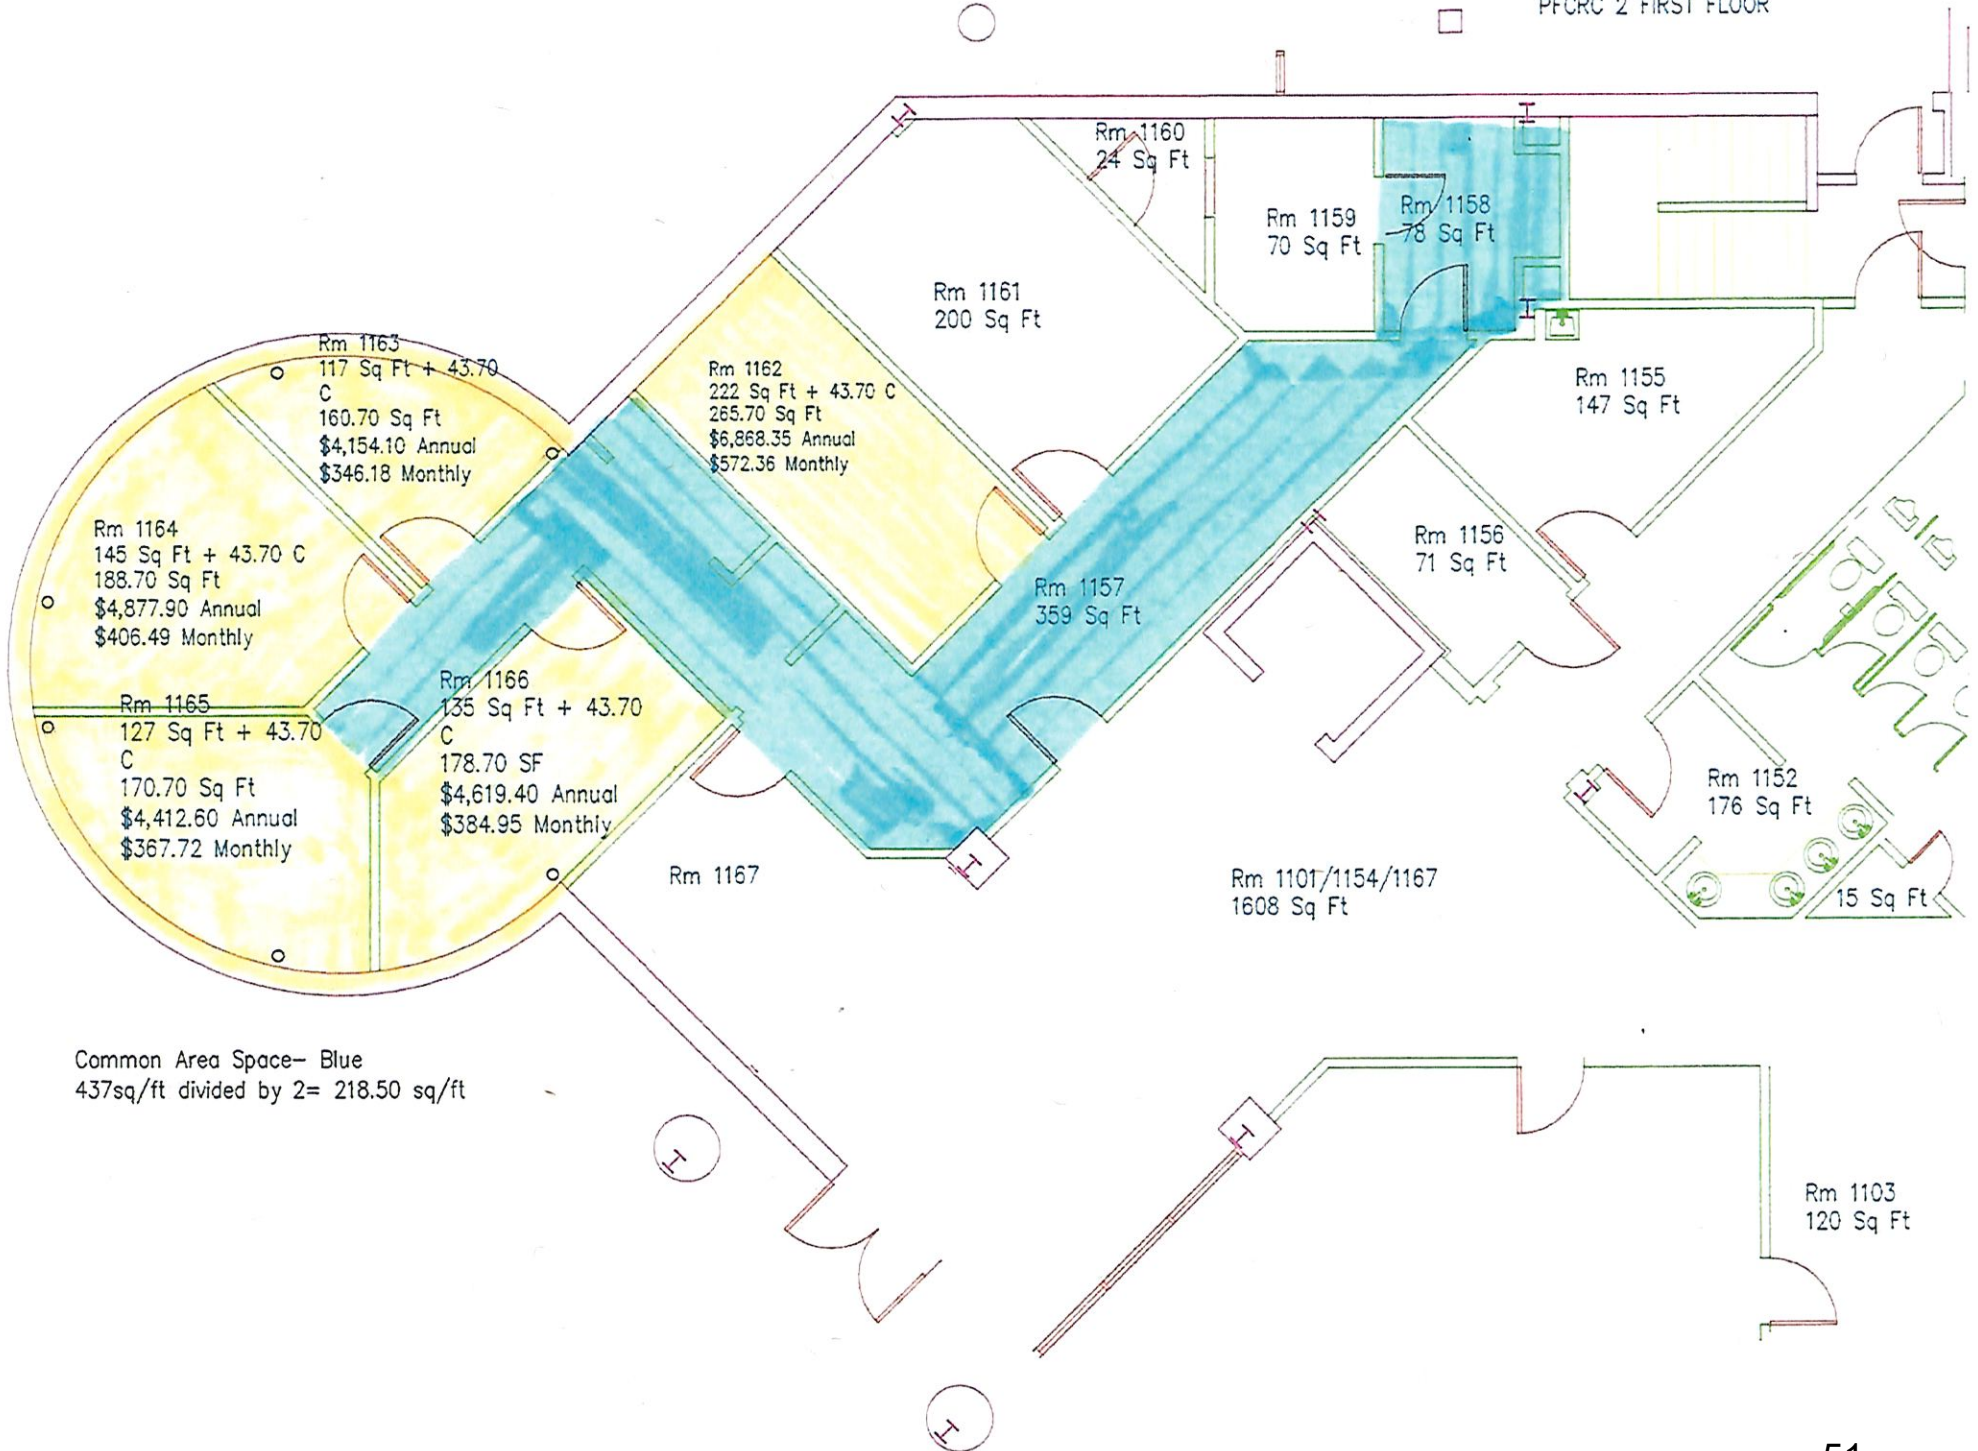 PFCRC 2 FIRST FLOOR
Rm 1160
24 Sq Ft
Rm 1159
70 Sq Ft
Rm 1158
78 Sq Ft
Rm 1161
200 Sq Ft
Rm 1163
117 Sq Ft + 43.70
C
160.70 Sq Ft
$4,154.10 Annual
$346.18 Monthly
Rm 1162
222 Sq Ft + 43.70 C
265.70 Sq Ft
$6,868.35 Annual
$572.36 Monthly
Rm 1155
147 Sq Ft
Rm 1164
145 Sq Ft + 43.70 C
188.70 Sq Ft
$4,877.90 Annual
$406.49 Monthly
Rm 1156
71 Sq Ft
Rm 1157
359 Sq Ft
Rm 1165
127 Sq Ft + 43.70
C
170.70 Sq Ft
$4,412.60 Annual
$367.72 Monthly
Rm 1166
135 Sq Ft + 43.70
C
178.70 SF
$4,619.40 Annual
$384.95 Monthly
Rm 1152
176 Sq Ft
Rm 1167
Rm 1101/1154/1167
1608 Sq Ft
15 Sq Ft
Common Area Space- Blue
437sq/ft divided by 2= 218.50 sq/ft
Rm 1103
120 Sq Ft